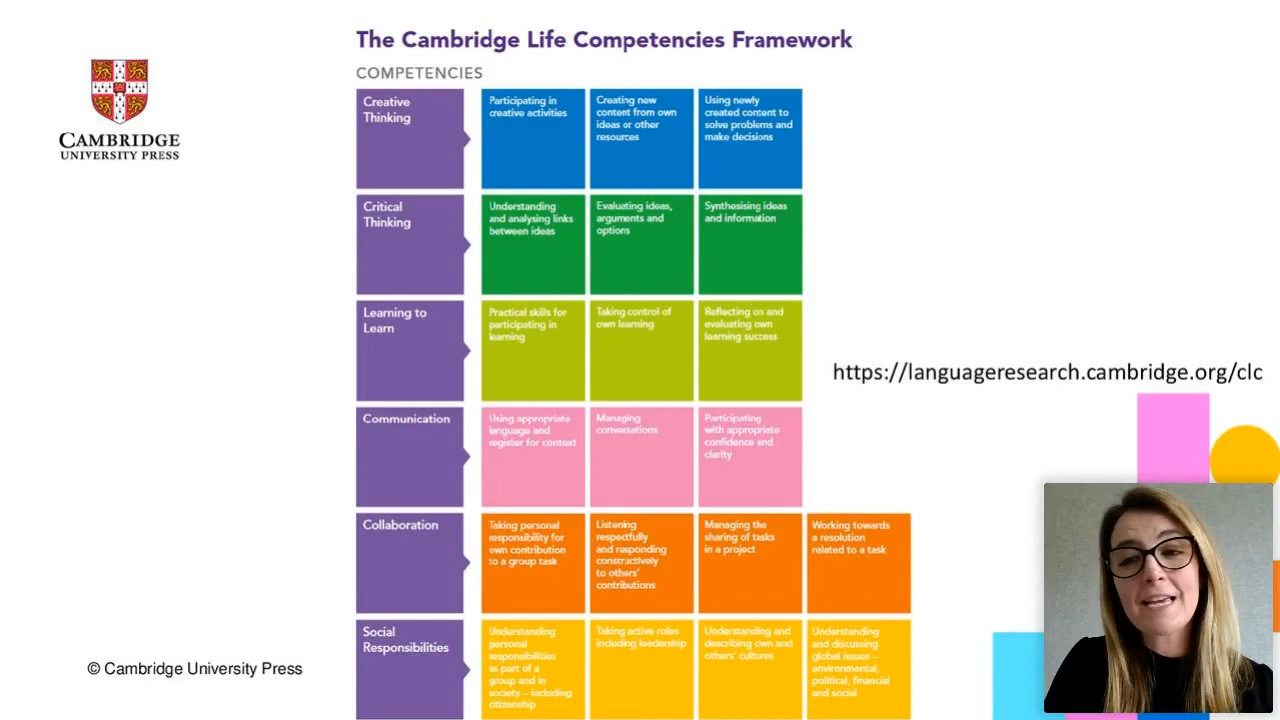 The Cambridge Life Competencies Framework
COMPETENCIES
CAMBRIDGE
UNIVERSITY PRESS
Creative
Thinking
Participating in
creative activities
Creating new
content from own
ideas or other
resources
Using newly
created content to
solve problems and
make decisions
Critical
Thinking
Understanding
and analysing links
between ideas
Evaluating ideas,
arguments and
options
Synthesising ideas
and information
Learning to
Learn
Practical skills for
participating in
learning
Taking control of
own learning
Reflecting on and
evaluating own
learning success
https://languageresearch.cambridge.org/clc
Communication
Using appropriate
language and
register for context
Managing
conversations
Participating
with appropriate
confidence and
clarity
Collaboration
Taking personal
responsibility for
own contribution
to a group task
Listening
respectfully
and responding
constructively
to others'
contributions
Managing the
sharing of tasks
in a project
Working towards
a resolution
related to a task
Social
Responsibilities
Understanding
personal
responsibilities
as part of a
group and in
society – including
citizenship
Taking active roles
including leadership
Understanding and
describing own and
others' cultures
Understanding
and discussing
global issues –
environmental,
political, financial
and social
© Cambridge University Press